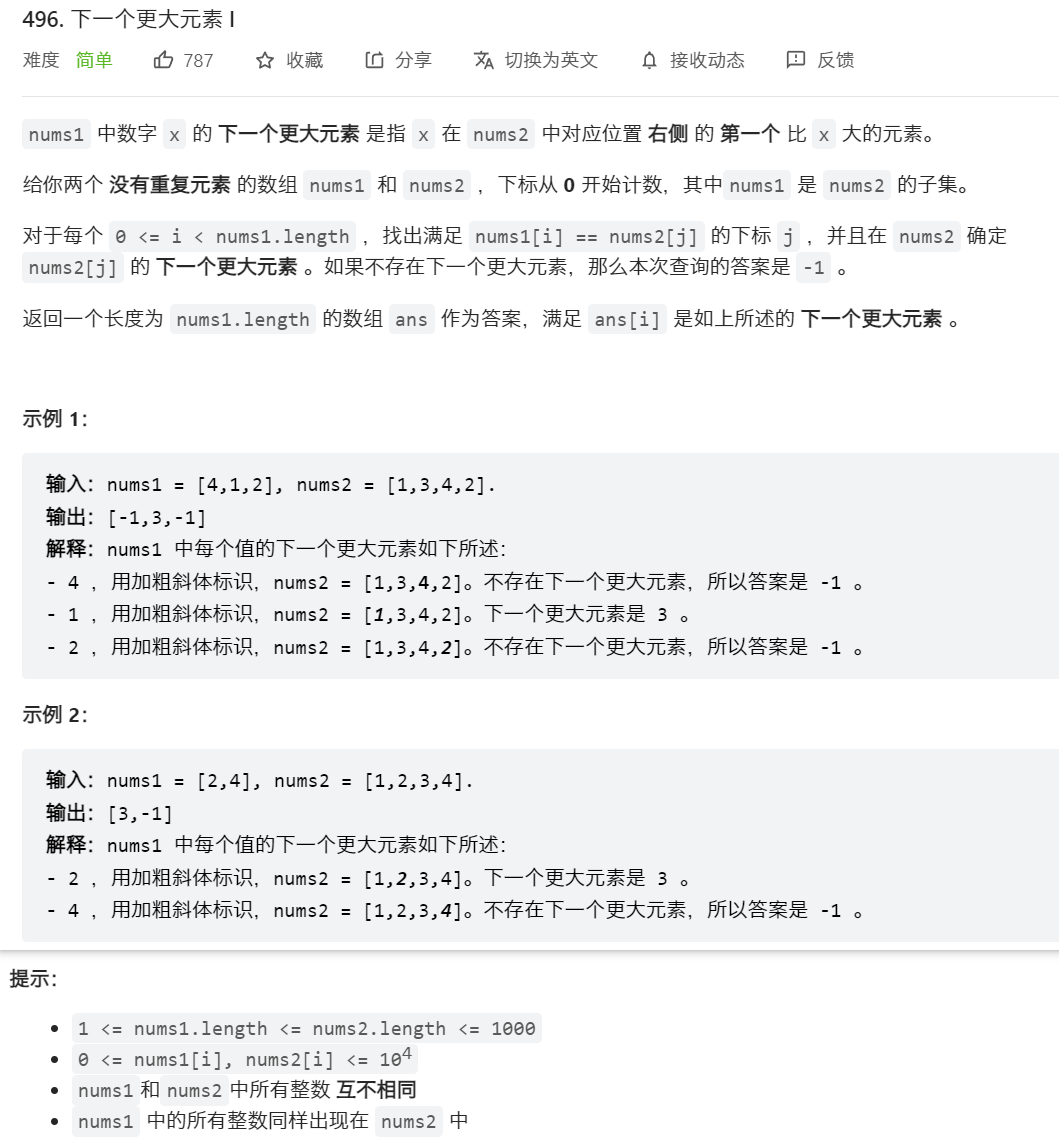 496. 下一个更大元素 I
难度 简单 787 收藏 分享 切换为英文 接收动态 反馈
nums1 中数字 x 的 下一个更大元素 是指 x 在 nums2 中对应位置 右侧 的 第一个 比 x 大的元素。
给你两个 没有重复元素 的数组 nums1 和 nums2 ，下标从 0 开始计数，其中nums1 是 nums2 的子集。
对于每个 0 <= i < nums1.length ，找出满足 nums1[i] == nums2[j] 的下标 j ，并且在 nums2 确定
nums2[j] 的 下一个更大元素 。如果不存在下一个更大元素，那么本次查询的答案是 -1 。
返回一个长度为 nums1.length 的数组 ans 作为答案，满足 ans[i] 是如上所述的 下一个更大元素 。
示例 1：
输入：nums1 = [4,1,2], nums2 = [1,3,4,2].
输出：[-1,3,-1]
解释：nums1 中每个值的下一个更大元素如下所述：
- 4 ，用加粗斜体标识，nums2 = [1,3,4,2]。不存在下一个更大元素，所以答案是 -1 。
- 1 ，用加粗斜体标识，nums2 = [1,3,4,2]。下一个更大元素是 3 。
- 2 ，用加粗斜体标识，nums2 = [1,3,4,2]。不存在下一个更大元素，所以答案是 -1 。
示例 2：
输入：nums1 = [2,4], nums2 = [1,2,3,4].
输出：[3,-1]
解释：nums1 中每个值的下一个更大元素如下所述：
- 2 ，用加粗斜体标识，nums2 = [1,2,3,4]。下一个更大元素是 3 。
- 4 ，用加粗斜体标识，nums2 = [1,2,3,4]。不存在下一个更大元素，所以答案是 -1 。
提示：
• 1 <= nums1.length <= nums2.length <= 1000
• 0 <= nums1[i], nums2[i] <= 10⁴
• nums1和nums2中所有整数 互不相同
• nums1 中的所有整数同样出现在 nums2 中